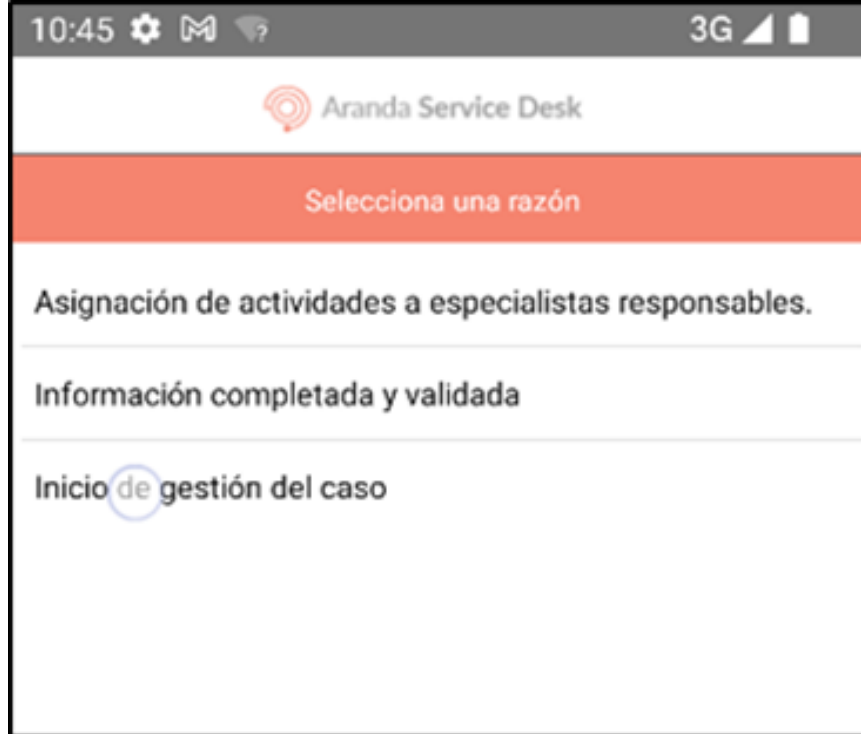 10:45
3G
Aranda Service Desk
Selecciona una razón
Asignación de actividades a especialistas responsables.
Información completada y validada
Inicio de gestión del caso